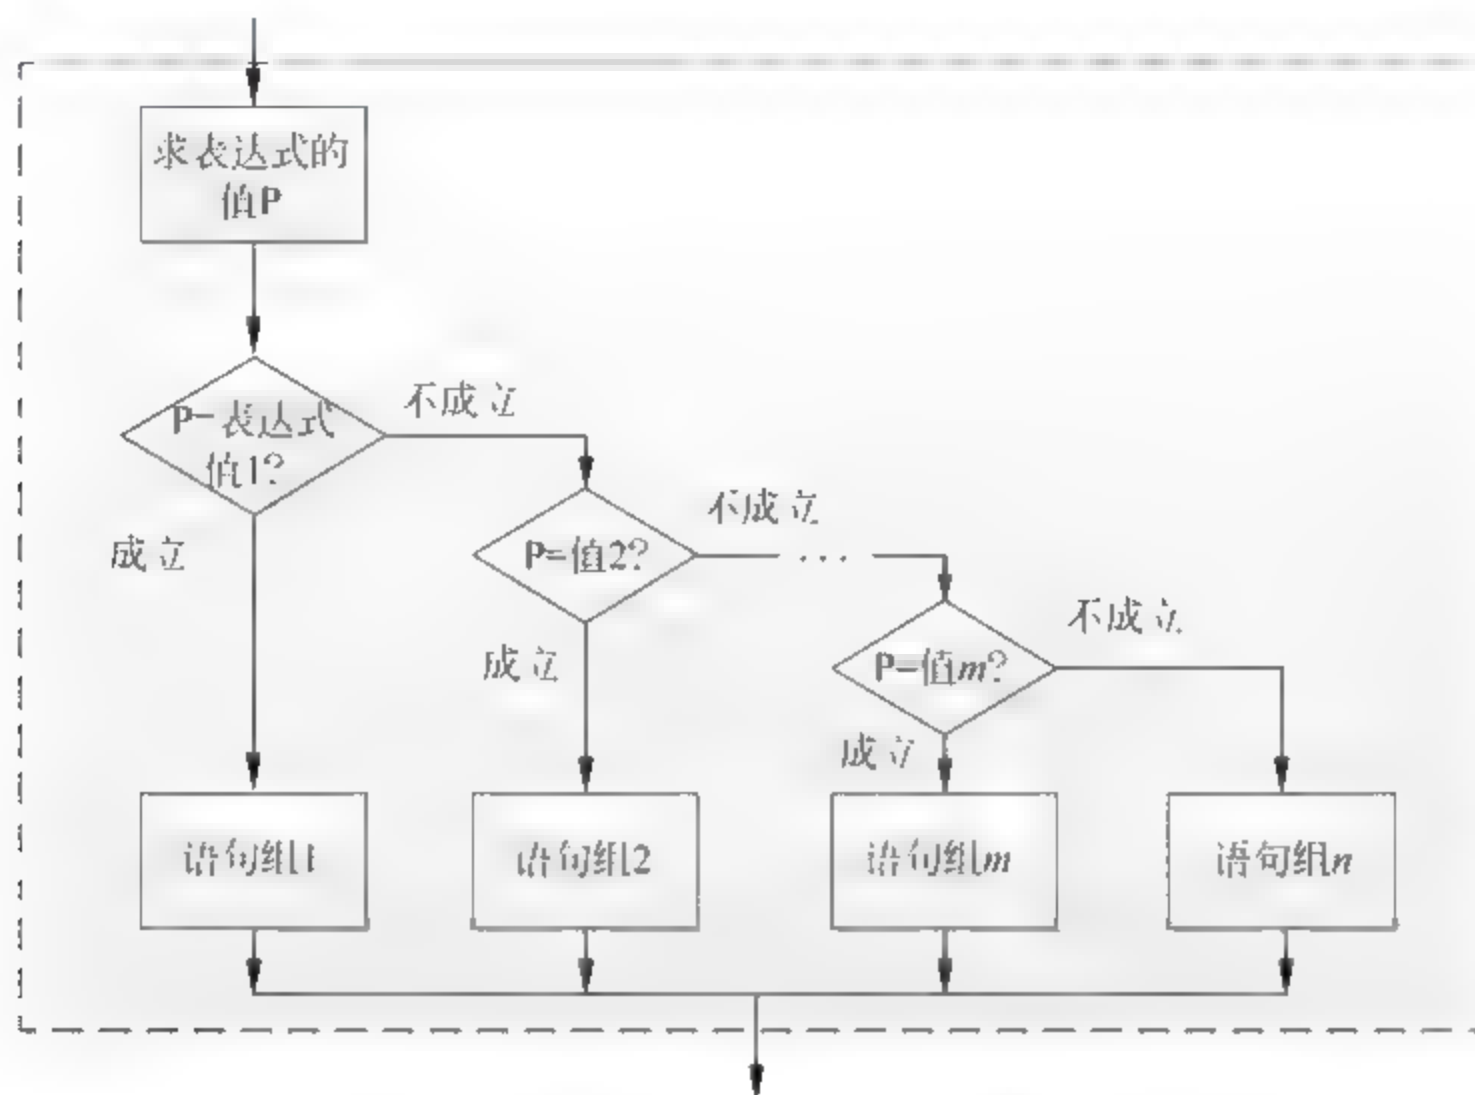 求表达式的
值P
P=表达式
值1?
不成立
成立
P=值2?
不成立
...
成立
P=值m?
不成立
成立
语句组1
语句组2
语句组m
语句组n